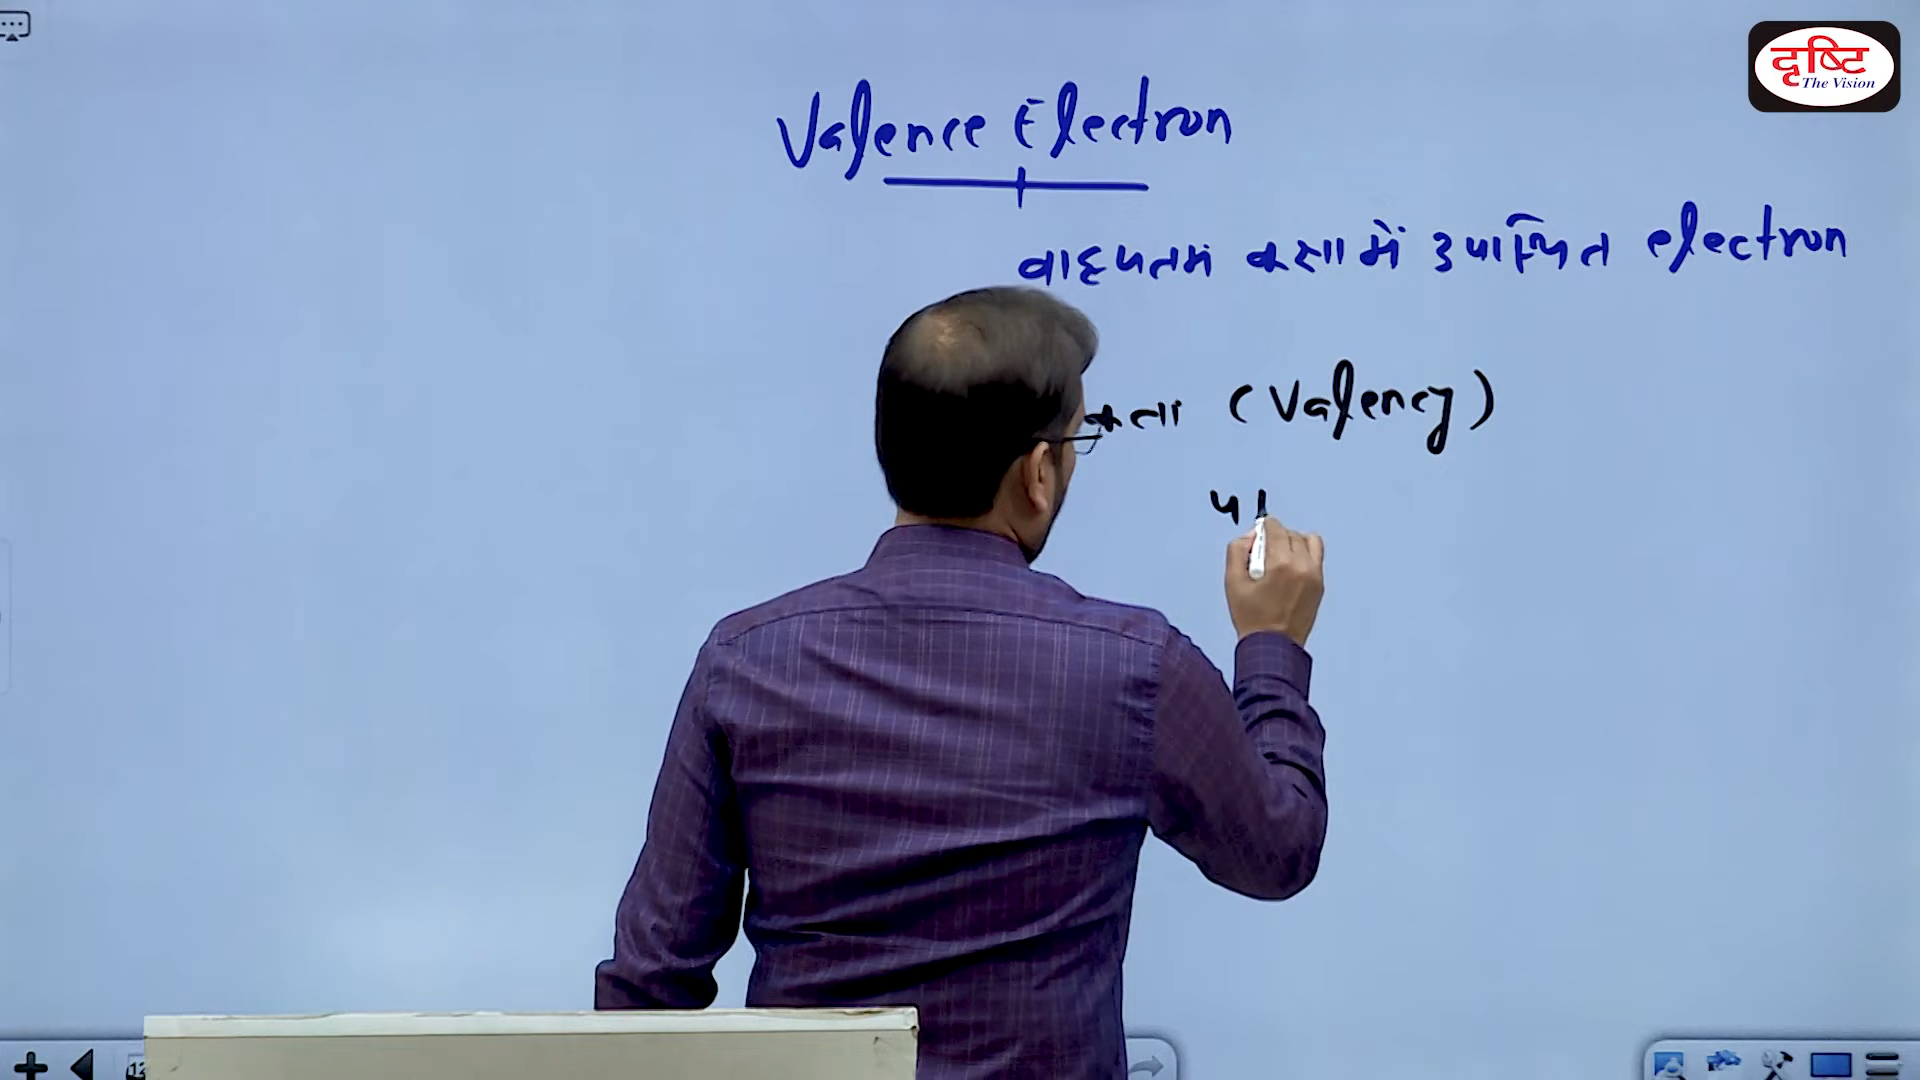 दृष्टि
The Vision
Valence Electron
बाह्यतम कक्षा में उपस्थित electron
(Valency)